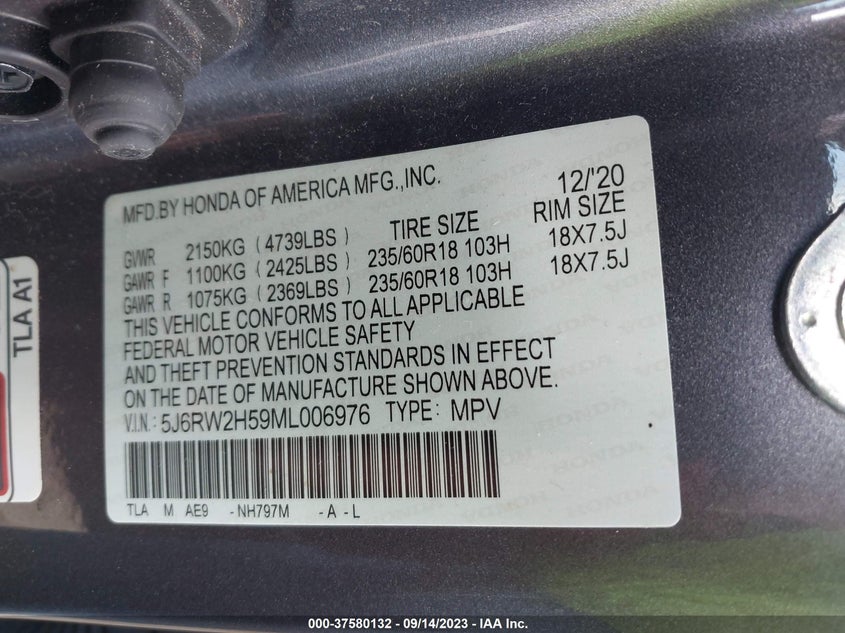 MFD.BY HONDA OF AMERICA MFG.,INC. 12/'20
TIRE SIZE RIM SIZE
GVWR 2150KG (4739LBS)
GAWR F 1100KG (2425LBS) 235/60R18 103H 18X7.5J
GAWR R 1075KG (2369LBS) 235/60R18 103H 18X7.5J
THIS VEHICLE CONFORMS TO ALL APPLICABLE
FEDERAL MOTOR VEHICLE SAFETY
AND THEFT PREVENTION STANDARDS IN EFFECT
ON THE DATE OF MANUFACTURE SHOWN ABOVE.
V.I.N.: 5J6RW2H59ML006976 TYPE: MPV
TLA M AE9 -NH797M -A -L
TLA A1
HONDA
000-37580132 - 09/14/2023 - IAA Inc.